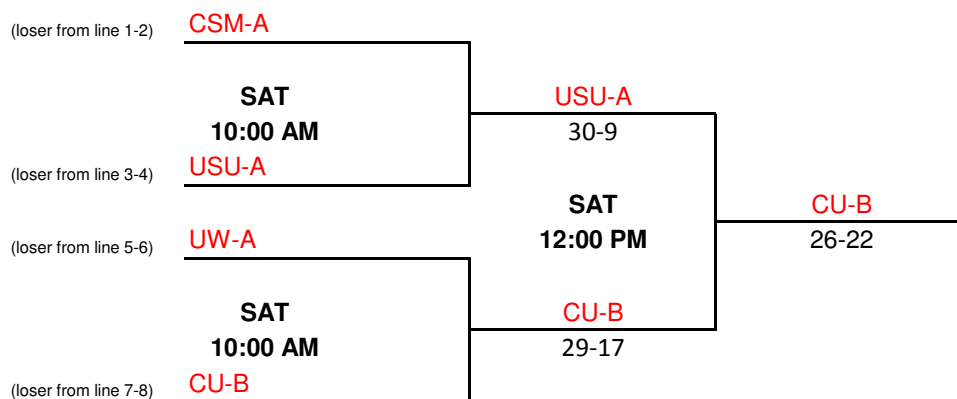 (loser from line 1-2) CSM-A
SAT
10:00 AM
USU-A
30-9
(loser from line 3-4) USU-A
SAT
12:00 PM
CU-B
26-22
(loser from line 5-6) UW-A
SAT
10:00 AM
CU-B
29-17
(loser from line 7-8) CU-B